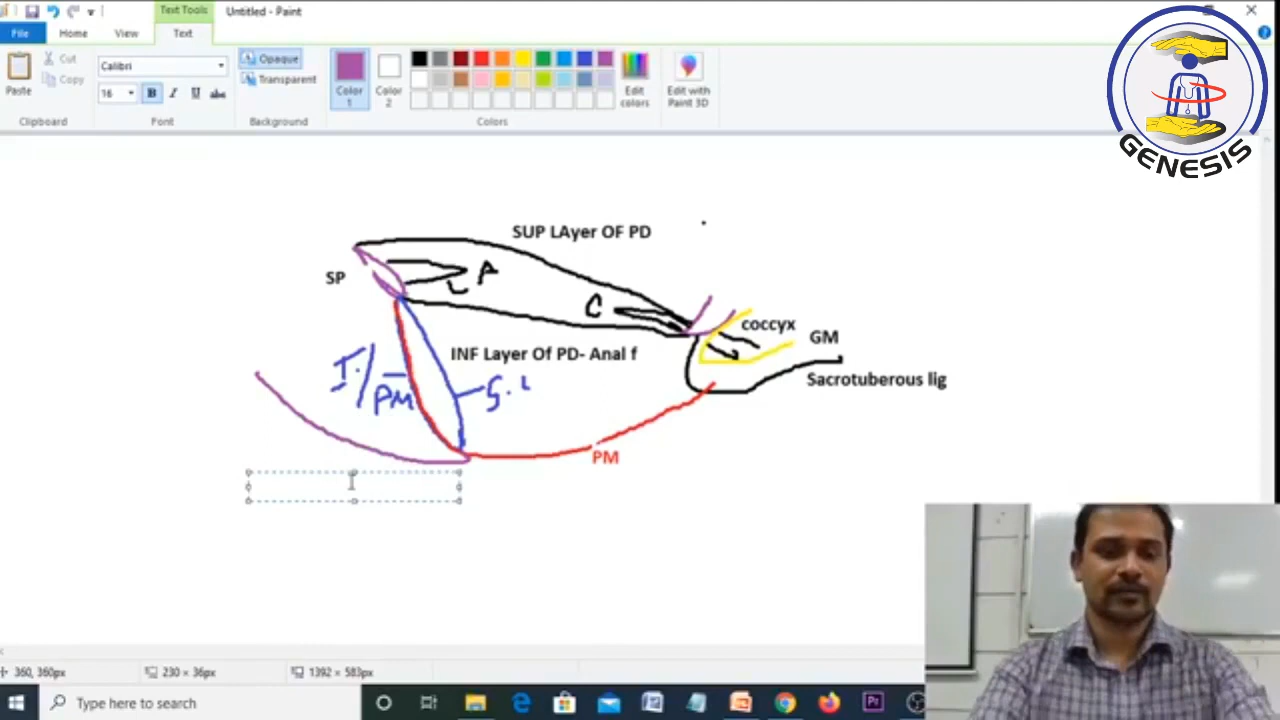 Text Tools
Untitled - Paint
File
Home
View
Text
Paste
Cut
Copy
Clipboard
Calibri
16
B
I
U
abc
Font
Opaque
Transparent
Background
Color
1
Color
2
Edit
colors
Edit with
Paint 3D
Colors
GENESIS
SUP LAyer OF PD
SP
A
C
coccyx
GM
INF Layer Of PD- Anal f
Sacrotuberous lig
I./
PM
PM
360, 360px
230 × 36px
1392 × 583px
Type here to search
Pr